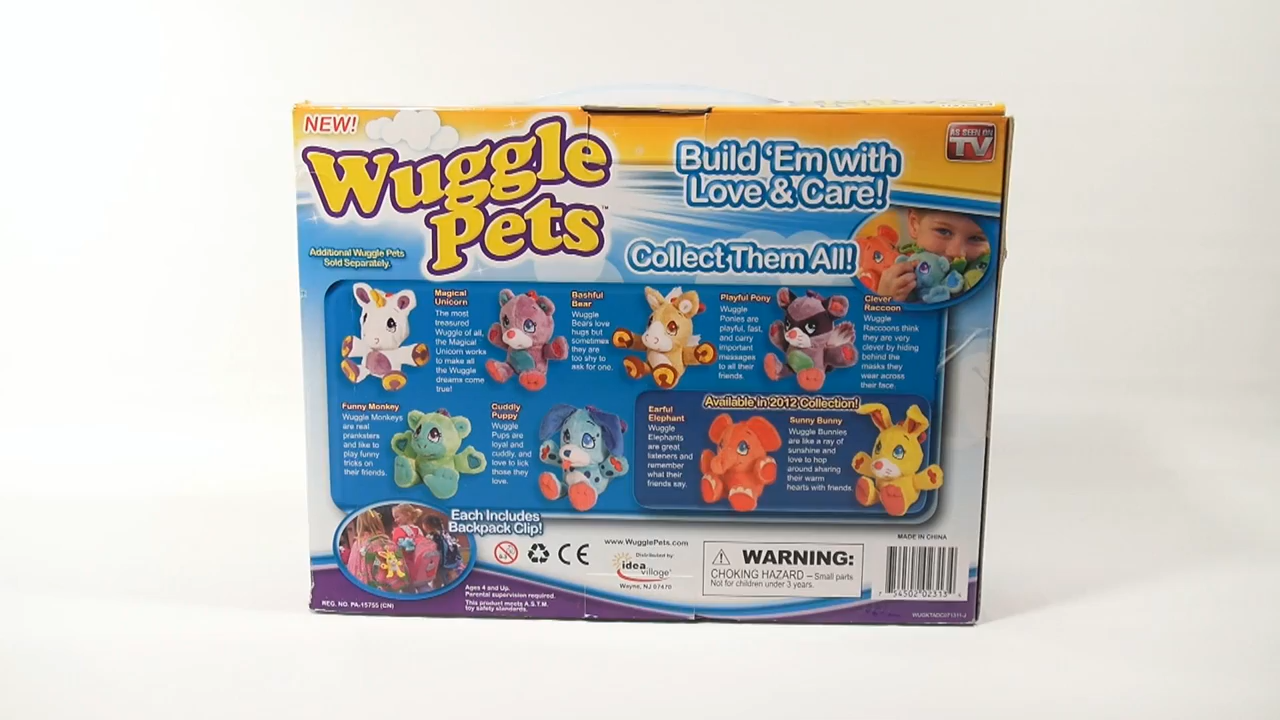 NEW!
Wuggle
Pets™
Additional Wuggle Pets
Sold Separately.
Build 'Em with
Love & Care!
Collect Them All!
AS SEEN ON
TV
Magical
Unicorn
The most
treasured
Wuggle of all,
the Magical
Unicorn works
to make all
the Wuggle
dreams come
true!
Bashful
Bear
Wuggle
Bears love
hugs but
sometimes
they are
too shy to
ask for one.
Playful Pony
Wuggle
Ponies are
playful, fast,
and carry
important
messages
to all their
friends.
Clever
Raccoon
Wuggle
Raccoons think
they are very
clever by hiding
behind the
masks they
wear across
their face.
Funny Monkey
Wuggle Monkeys
are real
pranksters
and like to
play funny
tricks on
their friends.
Cuddly
Puppy
Wuggle
Pups are
loyal and
cuddly, and
love to lick
those they
love.
Available in 2012 Collection!
Earful
Elephant
Wuggle
Elephants
are great
listeners and
remember
what their
friends say.
Sunny Bunny
Wuggle Bunnies
are like a ray of
sunshine and
love to hop
around sharing
their warm
hearts with friends.
Each Includes
Backpack Clip!
REG. NO. PA-15755 (CN)
Ages 4 and Up.
Parental supervision required.
This product meets A.S.T.M.
toy safety standards.
CE
www.WugglePets.com
Distributed by:
idea
village
Wayne, NJ 07470
WARNING:
CHOKING HAZARD – Small parts
Not for children under 3 years.
MADE IN CHINA